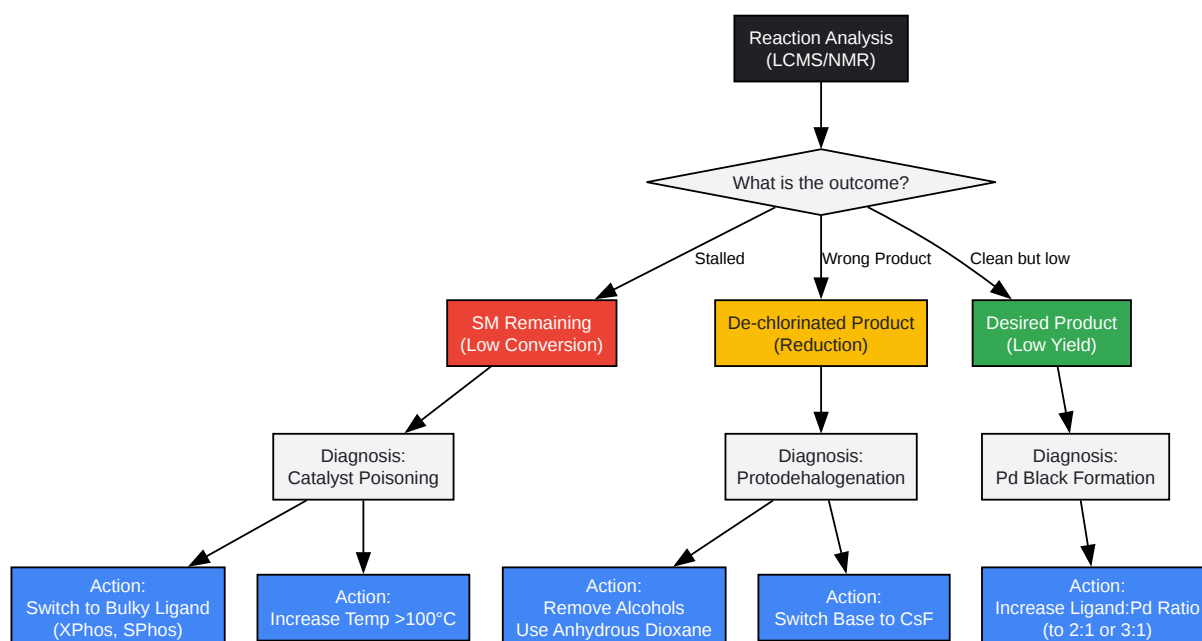 Reaction Analysis
(LCMS/NMR)
What is the outcome?
Stalled
Wrong Product
Clean but low
SM Remaining
(Low Conversion)
De-chlorinated Product
(Reduction)
Desired Product
(Low Yield)
Diagnosis:
Catalyst Poisoning
Diagnosis:
Protodehalogenation
Diagnosis:
Pd Black Formation
Action:
Switch to Bulky Ligand
(XPhos, SPhos)
Action:
Increase Temp >100°C
Action:
Remove Alcohols
Use Anhydrous Dioxane
Action:
Switch Base to CsF
Action:
Increase Ligand:Pd Ratio
(to 2:1 or 3:1)